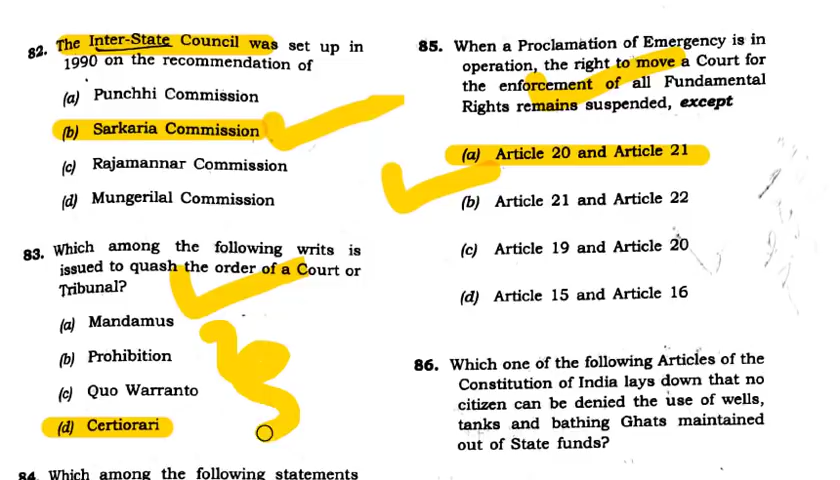 82. The Inter-State Council was set up in
1990 on the recommendation of
(a) Punchhi Commission
(b) Sarkaria Commission
(c) Rajamannar Commission
(d) Mungerilal Commission
83. Which among the following writs is
issued to quash the order of a Court or
Tribunal?
(a) Mandamus
(b) Prohibition
(c) Quo Warranto
(d) Certiorari
84. Which among the following statements
85. When a Proclamation of Emergency is in
operation, the right to move a Court for
the enforcement of all Fundamental
Rights remains suspended, except
(a) Article 20 and Article 21
(b) Article 21 and Article 22
(c) Article 19 and Article 20
(d) Article 15 and Article 16
86. Which one of the following Articles of the
Constitution of India lays down that no
citizen can be denied the use of wells,
tanks and bathing Ghats maintained
out of State funds?